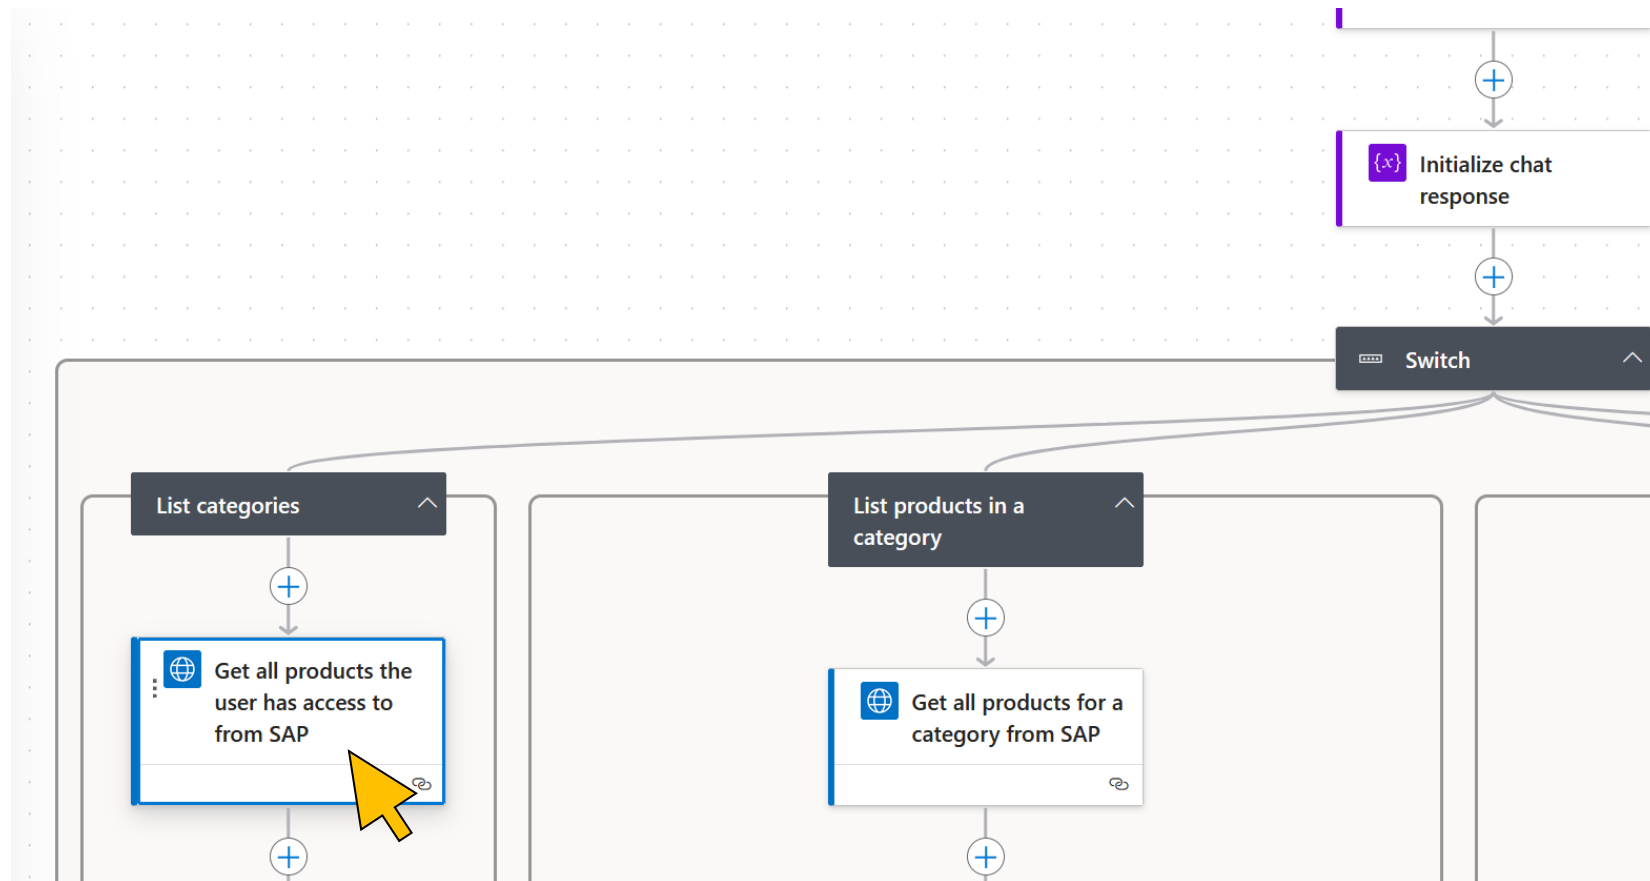 {x}
Initialize chat
response
Switch
List categories
List products in a
category
Get all products the
user has access to
from SAP
Get all products for a
category from SAP